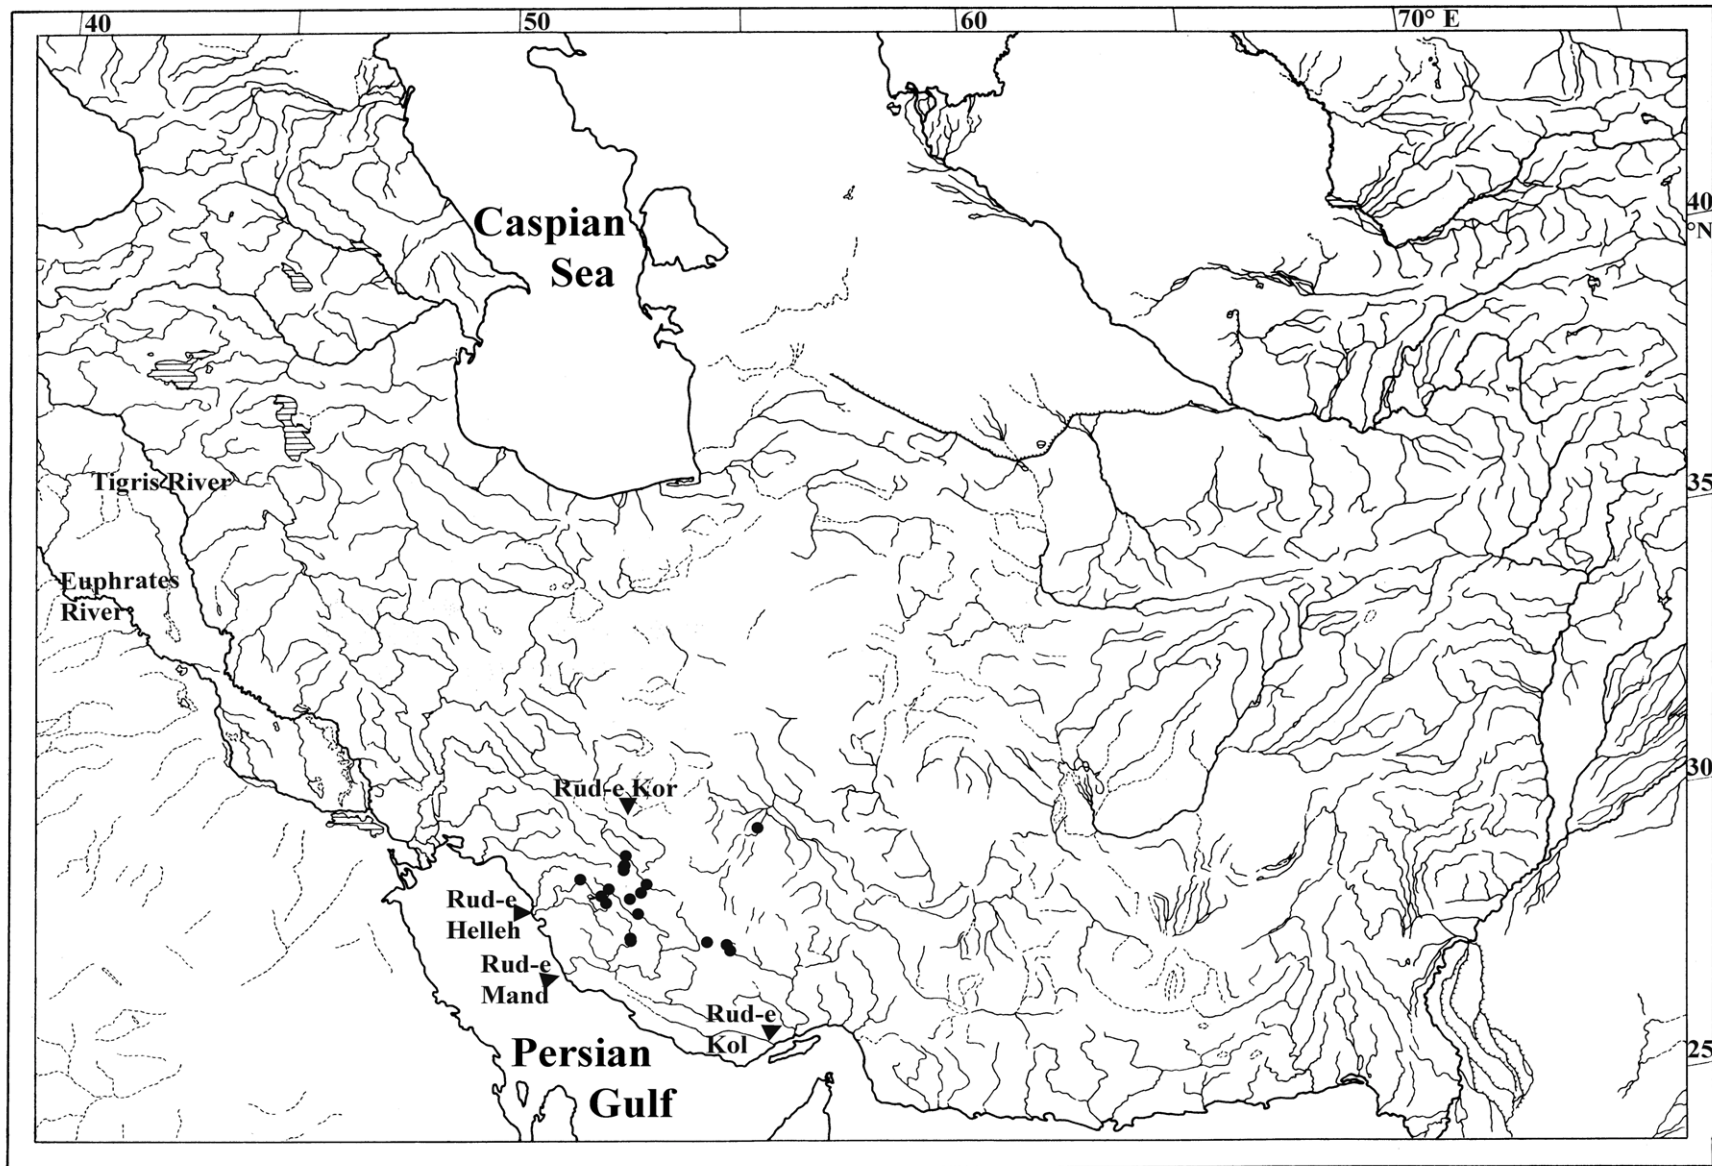 40
50
60
70° E
Caspian
Sea
40
°N
Tigris River
35
Euphrates
River
30
Rud-e Kor
Rud-e
Helleh
Rud-e
Mand
Rud-e
Kol
25
Persian
Gulf